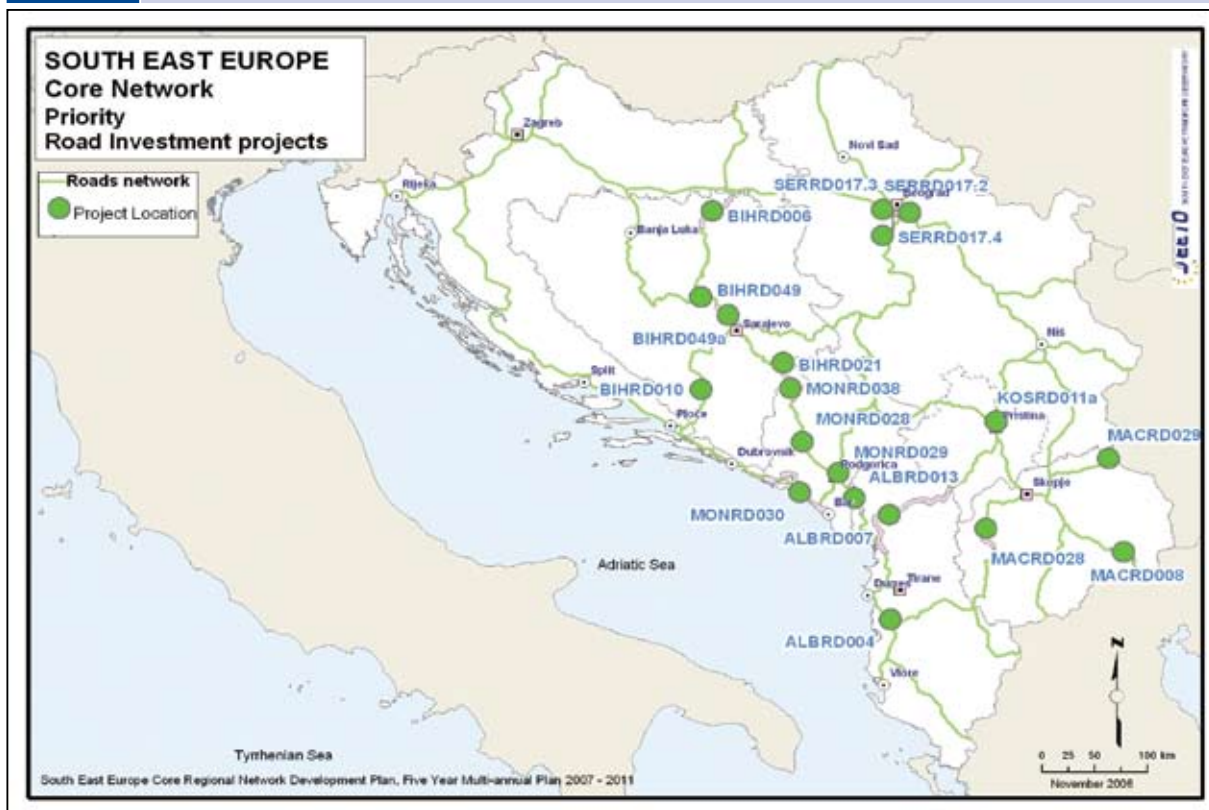 SOUTH EAST EUROPE
Core Network
Priority
Road Investment projects
Roads network
Project Location
Zagreb
Rijeka
Novi Sad
SERRD017.3
SERRD017.2
Beograd
BIHRD006
Banja Luka
SERRD017.4
BIHRD049
Sarajevo
BIHRD049a
Niš
BIHRD021
Split
BIHRD010
MONRD038
KOSRD011a
Ploce
MONRD028
Pristina
MACRD029
Dubrovnik
MONRD029
Podgorica
ALBRD013
Skopje
MONRD030
Bar
ALBRD007
MACRD028
MACRD008
Adriatic Sea
Durres
Tirane
ALBRD004
Vlore
N
Tyrrhenian Sea
0 25 50 100 km
South East Europe Core Regional Network Development Plan, Five Year Multi-annual Plan 2007 - 2011
November 2006